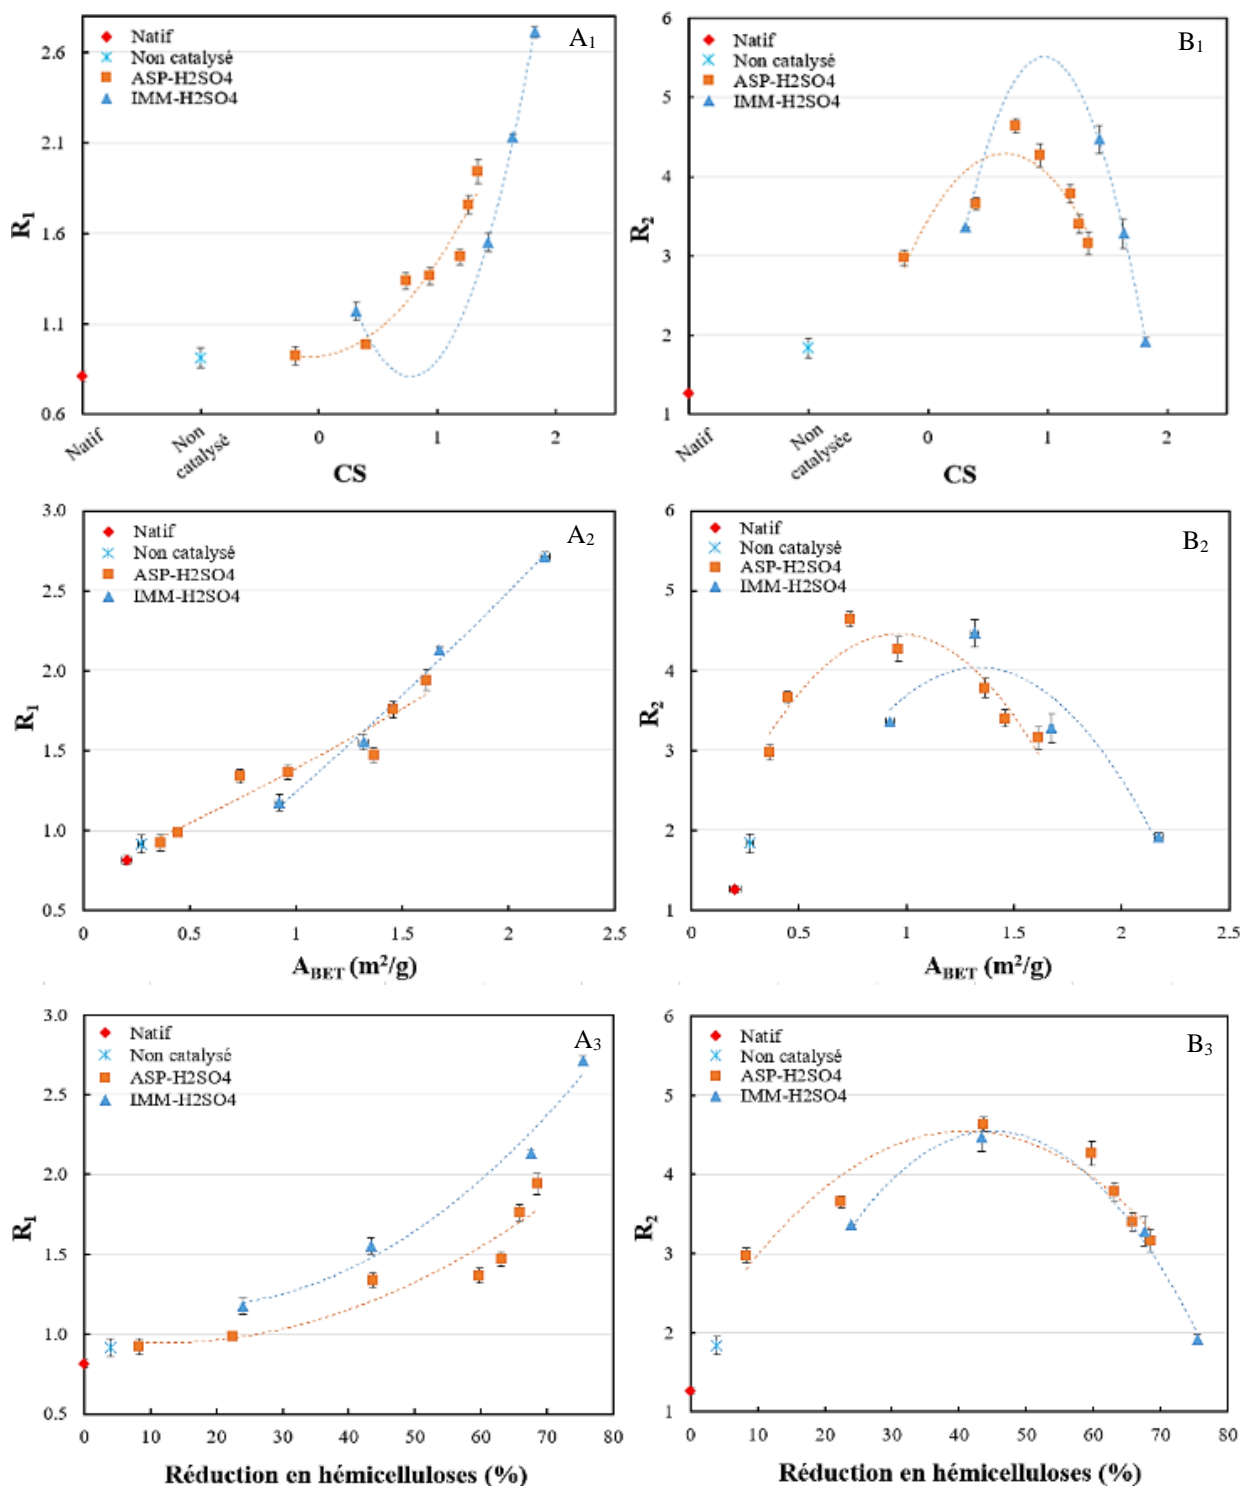 A1
Natif
Non catalysé
ASP-H2SO4
IMM-H2SO4
2.6
2.1
1.6
1.1
0.6
R1
Natif
Non
catalysé
0
1
2
CS
B1
Natif
Non catalysé
ASP-H2SO4
IMM-H2SO4
6
5
4
3
2
1
R2
Natif
Non
catalysée
0
1
2
CS
A2
Natif
Non catalysé
ASP-H2SO4
IMM-H2SO4
3.0
2.5
2.0
1.5
1.0
0.5
R1
0
0.5
1
1.5
2
2.5
ABET (m²/g)
B2
Natif
Non catalysé
ASP-H2SO4
IMM-H2SO4
6
5
4
3
2
1
R2
0
0.5
1
1.5
2
2.5
ABET (m²/g)
A3
Natif
Non catalysé
ASP-H2SO4
IMM-H2SO4
3.0
2.5
2.0
1.5
1.0
0.5
R1
0
10
20
30
40
50
60
70
80
Réduction en hémicelluloses (%)
B3
Natif
Non catalysé
ASP-H2SO4
IMM-H2SO4
6
5
4
3
2
1
R2
0
10
20
30
40
50
60
70
80
Réduction en hémicelluloses (%)